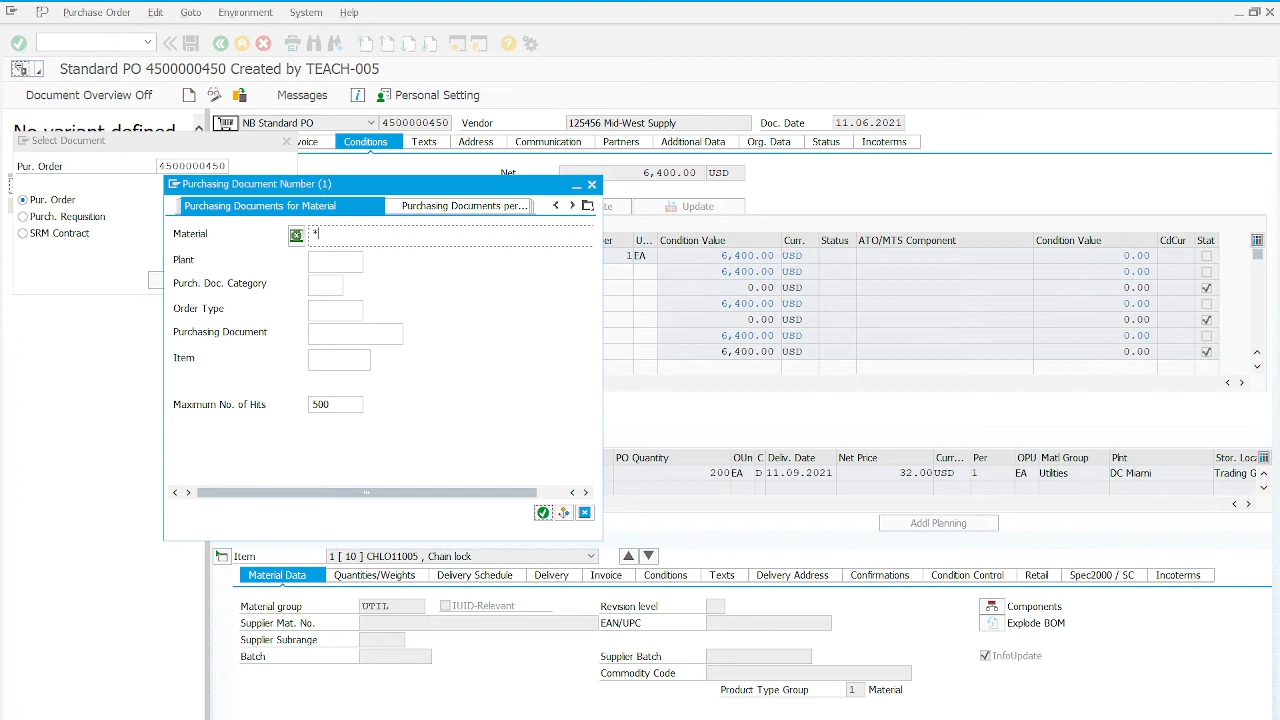 Purchase Order Edit Goto Environment System Help
Standard PO 4500000450 Created by TEACH-005
Document Overview Off Messages Personal Setting
No variant defined
NB Standard PO 4500000450 Vendor 125456 Mid-West Supply Doc. Date 11.06.2021
Select Document
Conditions Texts Address Communication Partners Addtional Data Org. Data Status Incoterms
Pur. Order 4500000450
Net 6,400.00 USD
Purchasing Document Number (1)
Pur. Order
Purch. Requisition
SRM Contract
Purchasing Documents for Material Purchasing Documents per...
Update
Material *
Plant
Purch. Doc. Category
Order Type
Purchasing Document
Item
Maximum No. of Hits 500
U... Condition Value Curr. Status ATO/MTS Component Condition Value CdCur Stat
1 EA 6,400.00 USD 0.00
6,400.00 USD 0.00
0.00 USD 0.00
6,400.00 USD 0.00
0.00 USD 0.00
6,400.00 USD 0.00
6,400.00 USD 0.00
PO Quantity OUn C Deliv. Date Net Price Curr... Per OPU Matl Group Plnt Stor. Loc
200 EA D 11.09.2021 32.00 USD 1 EA Utilties DC Miami Trading G
Addl Planning
Item 1 [ 10 ] CHLO11005 , Chain lock
Material Data Quantities/Weights Delivery Schedule Delivery Invoice Conditions Texts Delivery Address Confirmations Condition Control Retail Spec2000 / SC Incoterms
Material group UTIL IUID-Relevant Revision level Components
Supplier Mat. No. EAN/UPC Explode BOM
Supplier Subrange
Batch Supplier Batch InfoUpdate
Commodity Code
Product Type Group 1 Material